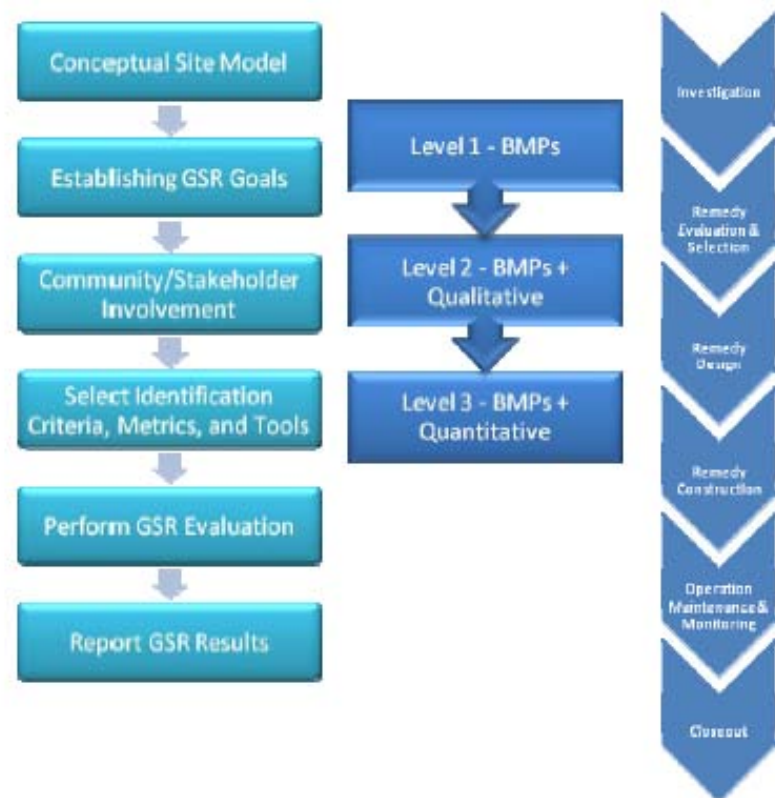 Conceptual Site Model
Establishing GSR Goals
Community/Stakeholder
Involvement
Select Identification
Criteria, Metrics, and Tools
Perform GSR Evaluation
Report GSR Results
Level 1 - BMPs
Level 2 - BMPs +
Qualitative
Level 3 - BMPs +
Quantitative
Investigation
Remedy
Evaluation &
Selection
Remedy
Design
Remedy
Construction
Operation
Maintenance &
Monitoring
Closeout